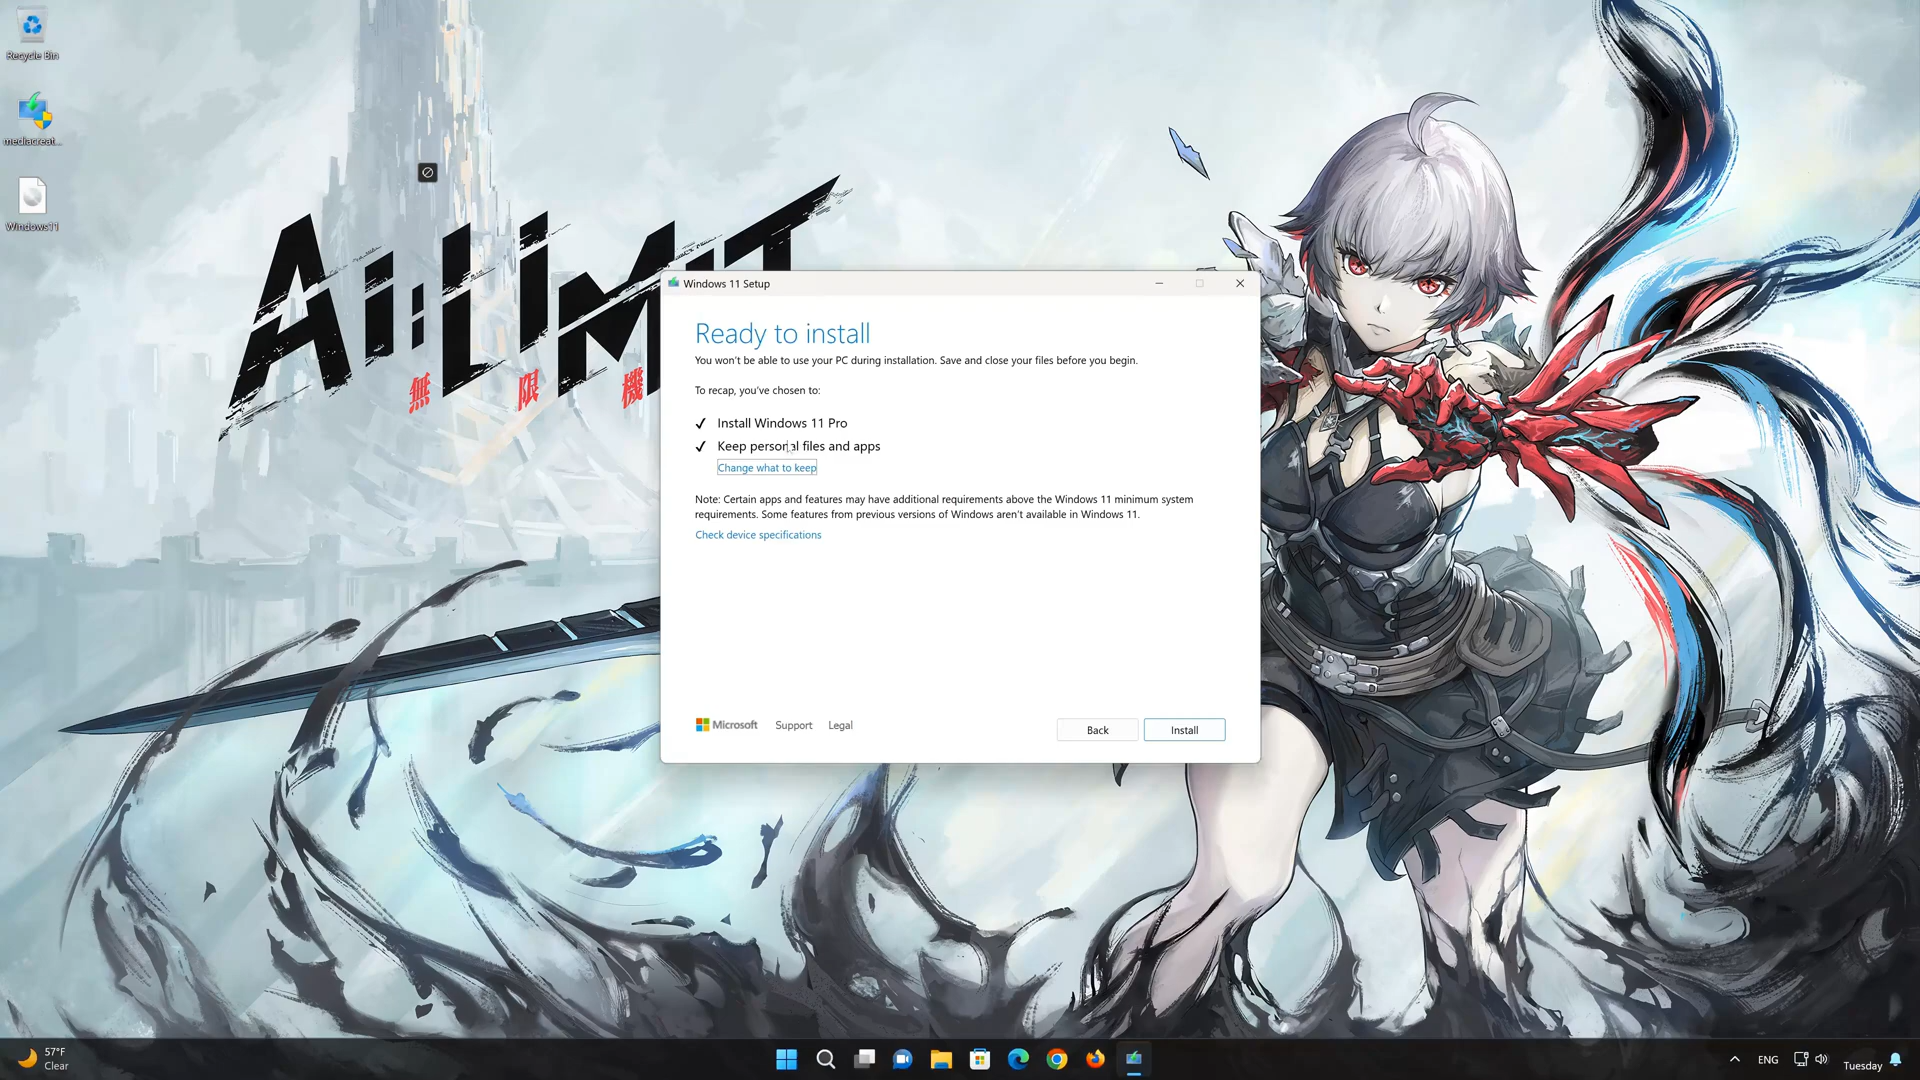 Recycle Bin
mediacreat...
Windows11
Ai:LiMiT
無 限 機
Windows 11 Setup
Ready to install
You won't be able to use your PC during installation. Save and close your files before you begin.
To recap, you've chosen to:
Install Windows 11 Pro
Keep personal files and apps
Change what to keep
Note: Certain apps and features may have additional requirements above the Windows 11 minimum system
requirements. Some features from previous versions of Windows aren't available in Windows 11.
Check device specifications
Microsoft Support Legal
Back Install
57°F
Clear
ENG
Tuesday